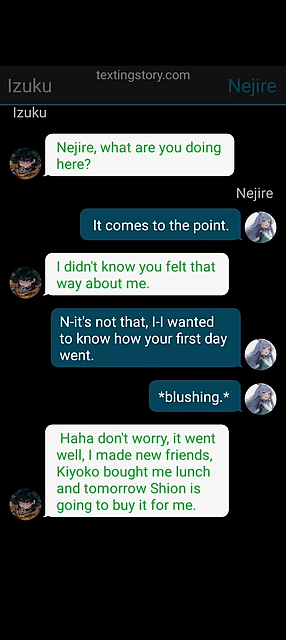 textingstory.com
Izuku
Nejire
Izuku
Nejire, what are you doing
here?
Nejire
It comes to the point.
I didn't know you felt that
way about me.
N-it's not that, I-I wanted
to know how your first day
went.
*blushing.*
Haha don't worry, it went
well, I made new friends,
Kiyoko bought me lunch
and tomorrow Shion is
going to buy it for me.